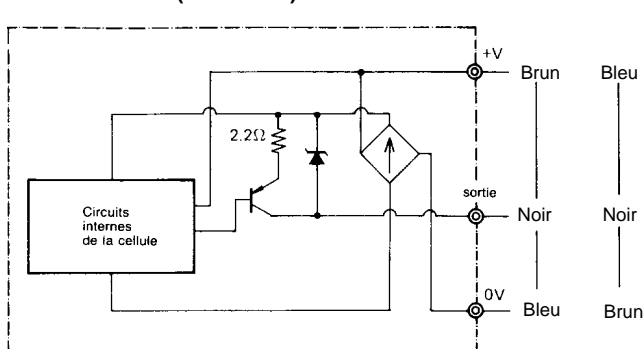 +V
Brun
Bleu
2.2Ω
sortie
Circuits
internes
de la cellule
Noir
Noir
0V
Bleu
Brun